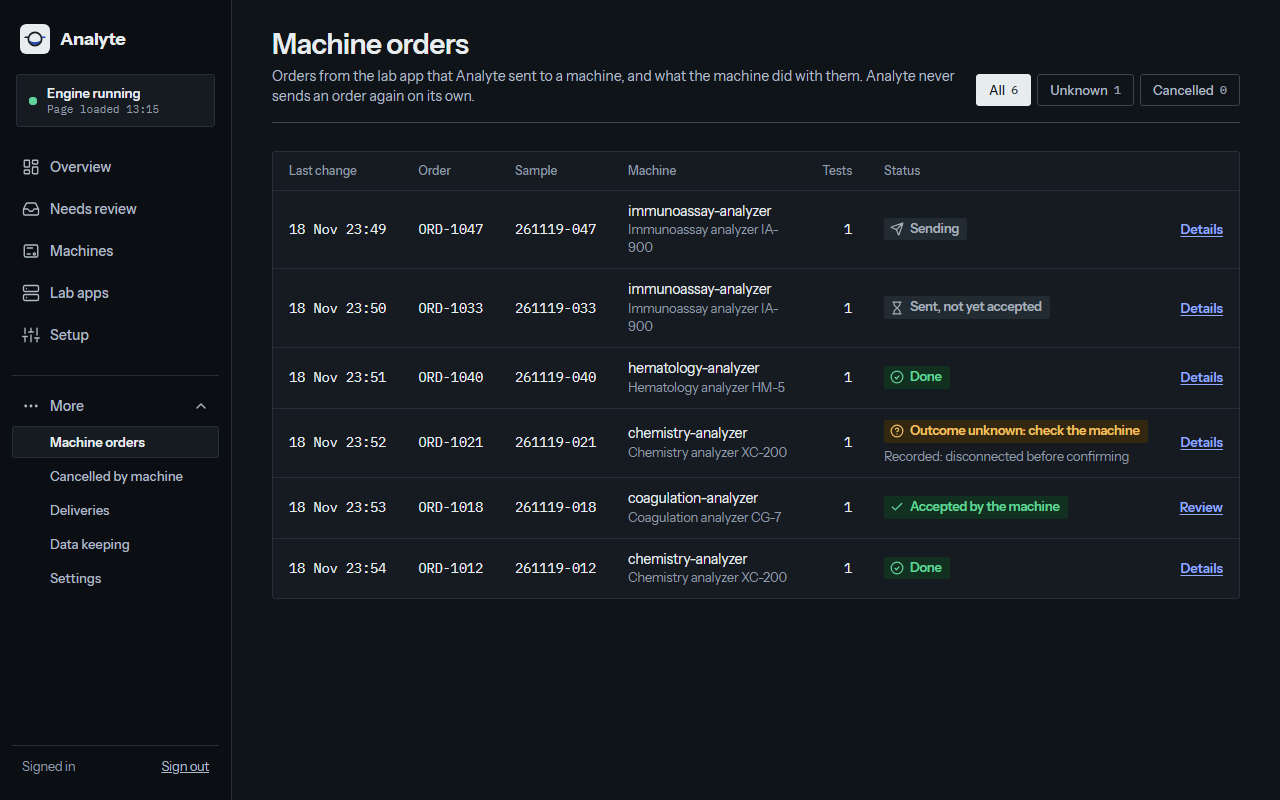 Analyte
Engine running
Page loaded 13:15
Overview
Needs review
Machines
Lab apps
Setup
More
Machine orders
Cancelled by machine
Deliveries
Data keeping
Settings
Signed in
Sign out
Machine orders
Orders from the lab app that Analyte sent to a machine, and what the machine did with them. Analyte never
sends an order again on its own.
All 6
Unknown 1
Cancelled 0
Last change Order Sample Machine Tests Status
18 Nov 23:49 ORD-1047 261119-047 immunoassay-analyzer 1 Sending Details
Immunoassay analyzer IA-
900
18 Nov 23:50 ORD-1033 261119-033 immunoassay-analyzer 1 Sent, not yet accepted Details
Immunoassay analyzer IA-
900
18 Nov 23:51 ORD-1040 261119-040 hematology-analyzer 1 Done Details
Hematology analyzer HM-5
18 Nov 23:52 ORD-1021 261119-021 chemistry-analyzer 1 Outcome unknown: check the machine Details
Chemistry analyzer XC-200 Recorded: disconnected before confirming
18 Nov 23:53 ORD-1018 261119-018 coagulation-analyzer 1 Accepted by the machine Review
Coagulation analyzer CG-7
18 Nov 23:54 ORD-1012 261119-012 chemistry-analyzer 1 Done Details
Chemistry analyzer XC-200